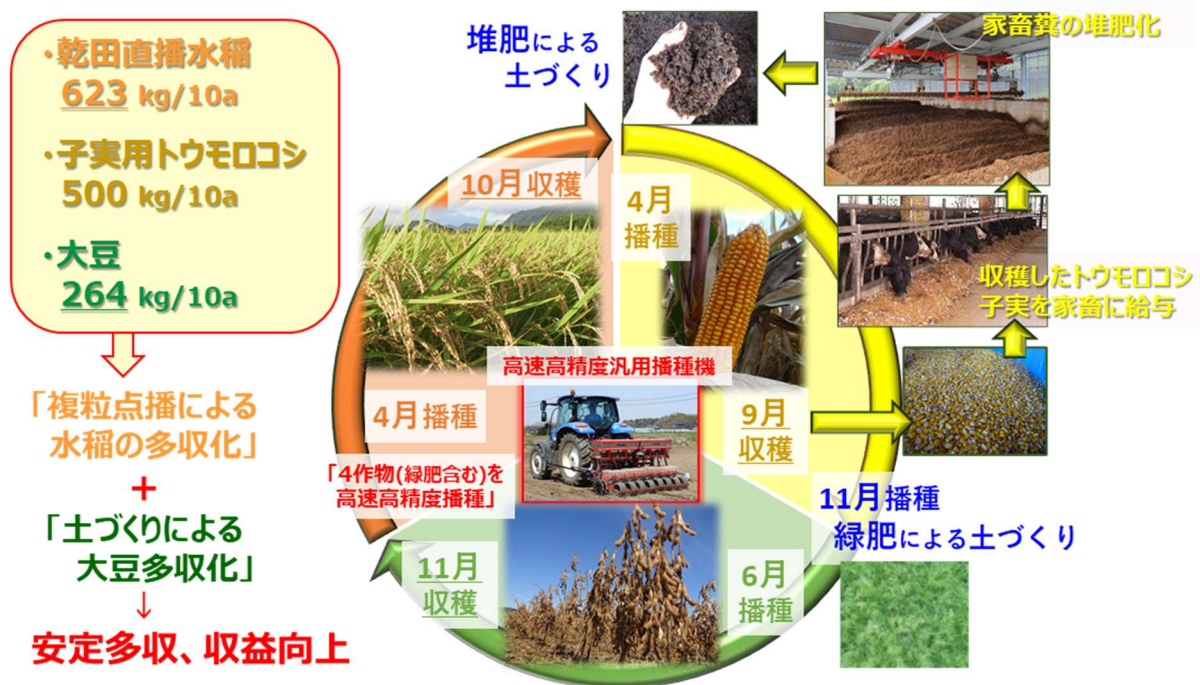 ・乾田直播水稲
623 kg/10a
・子実用トウモロコシ
500 kg/10a
・大豆
264 kg/10a
「複粒点播による
水稲の多収化」
+
「土づくりによる
大豆多収化」
↓
安定多収、収益向上
堆肥による
土づくり
家畜糞の堆肥化
収穫したトウモロコシ
子実を家畜に給与
10月収穫
4月
播種
高速高精度汎用播種機
4月播種
9月
収穫
「4作物(緑肥含む)を
高速高精度播種」
11月播種
緑肥による土づくり
11月
収穫
6月
播種